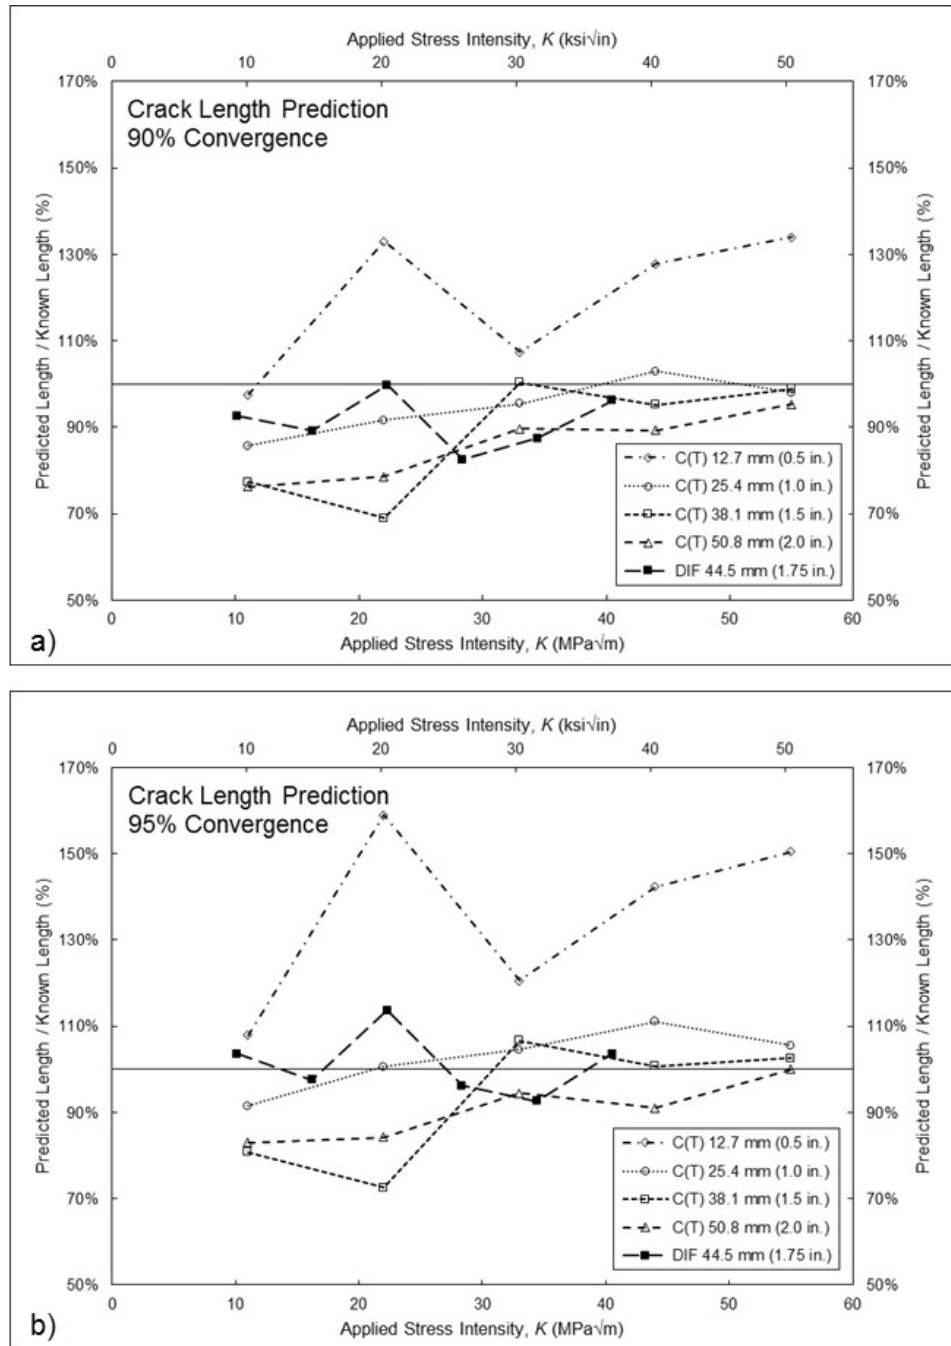 Applied Stress Intensity, K (ksi√in)
0 10 20 30 40 50
170% 170%
Crack Length Prediction
90% Convergence
150% 150%
130% 130%
110% 110%
90% 90%
70% 70%
50% 50%
Predicted Length / Known Length (%)
Predicted Length / Known Length (%)
C(T) 12.7 mm (0.5 in.)
C(T) 25.4 mm (1.0 in.)
C(T) 38.1 mm (1.5 in.)
C(T) 50.8 mm (2.0 in.)
DIF 44.5 mm (1.75 in.)
0 10 20 30 40 50 60
Applied Stress Intensity, K (MPa√m)
a)
Applied Stress Intensity, K (ksi√in)
0 10 20 30 40 50
170% 170%
Crack Length Prediction
95% Convergence
150% 150%
130% 130%
110% 110%
90% 90%
70% 70%
50% 50%
Predicted Length / Known Length (%)
Predicted Length / Known Length (%)
C(T) 12.7 mm (0.5 in.)
C(T) 25.4 mm (1.0 in.)
C(T) 38.1 mm (1.5 in.)
C(T) 50.8 mm (2.0 in.)
DIF 44.5 mm (1.75 in.)
0 10 20 30 40 50 60
Applied Stress Intensity, K (MPa√m)
b)